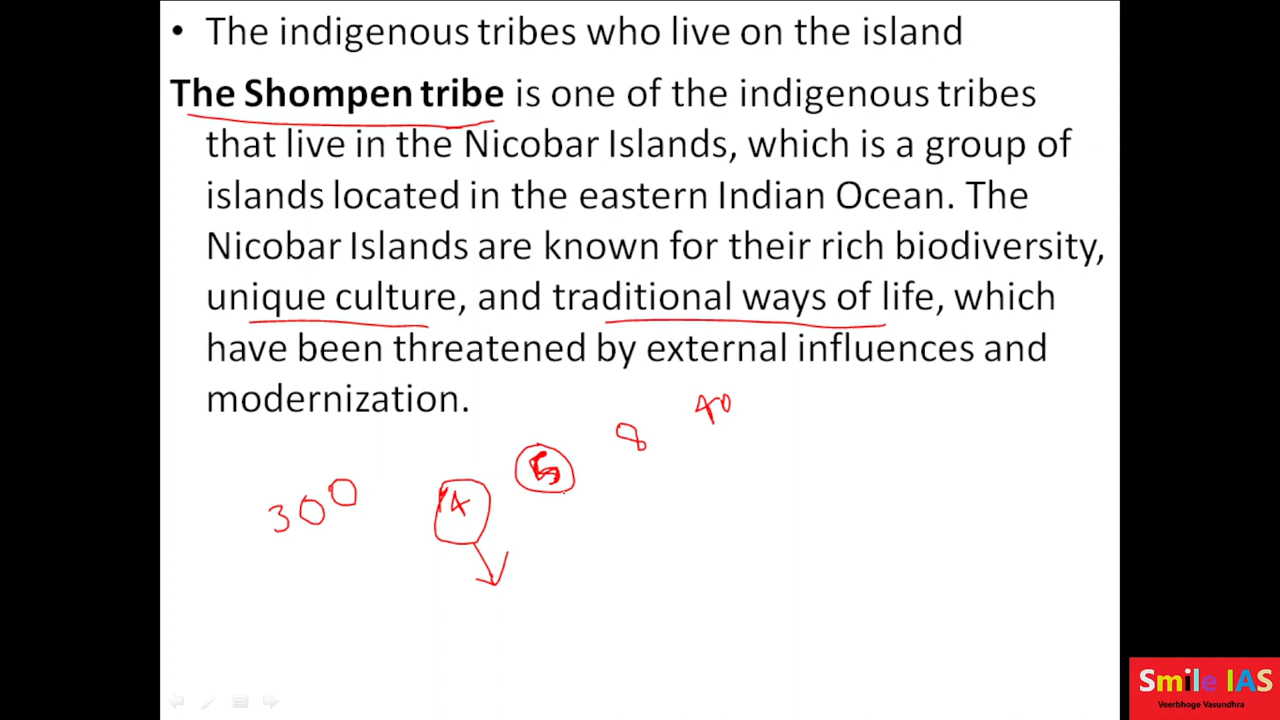 • The indigenous tribes who live on the island
The Shompen tribe is one of the indigenous tribes
that live in the Nicobar Islands, which is a group of
islands located in the eastern Indian Ocean. The
Nicobar Islands are known for their rich biodiversity,
unique culture, and traditional ways of life, which
have been threatened by external influences and
modernization.
300 14 5 8 40
Smile IAS
Veerbhoge Vasundhra